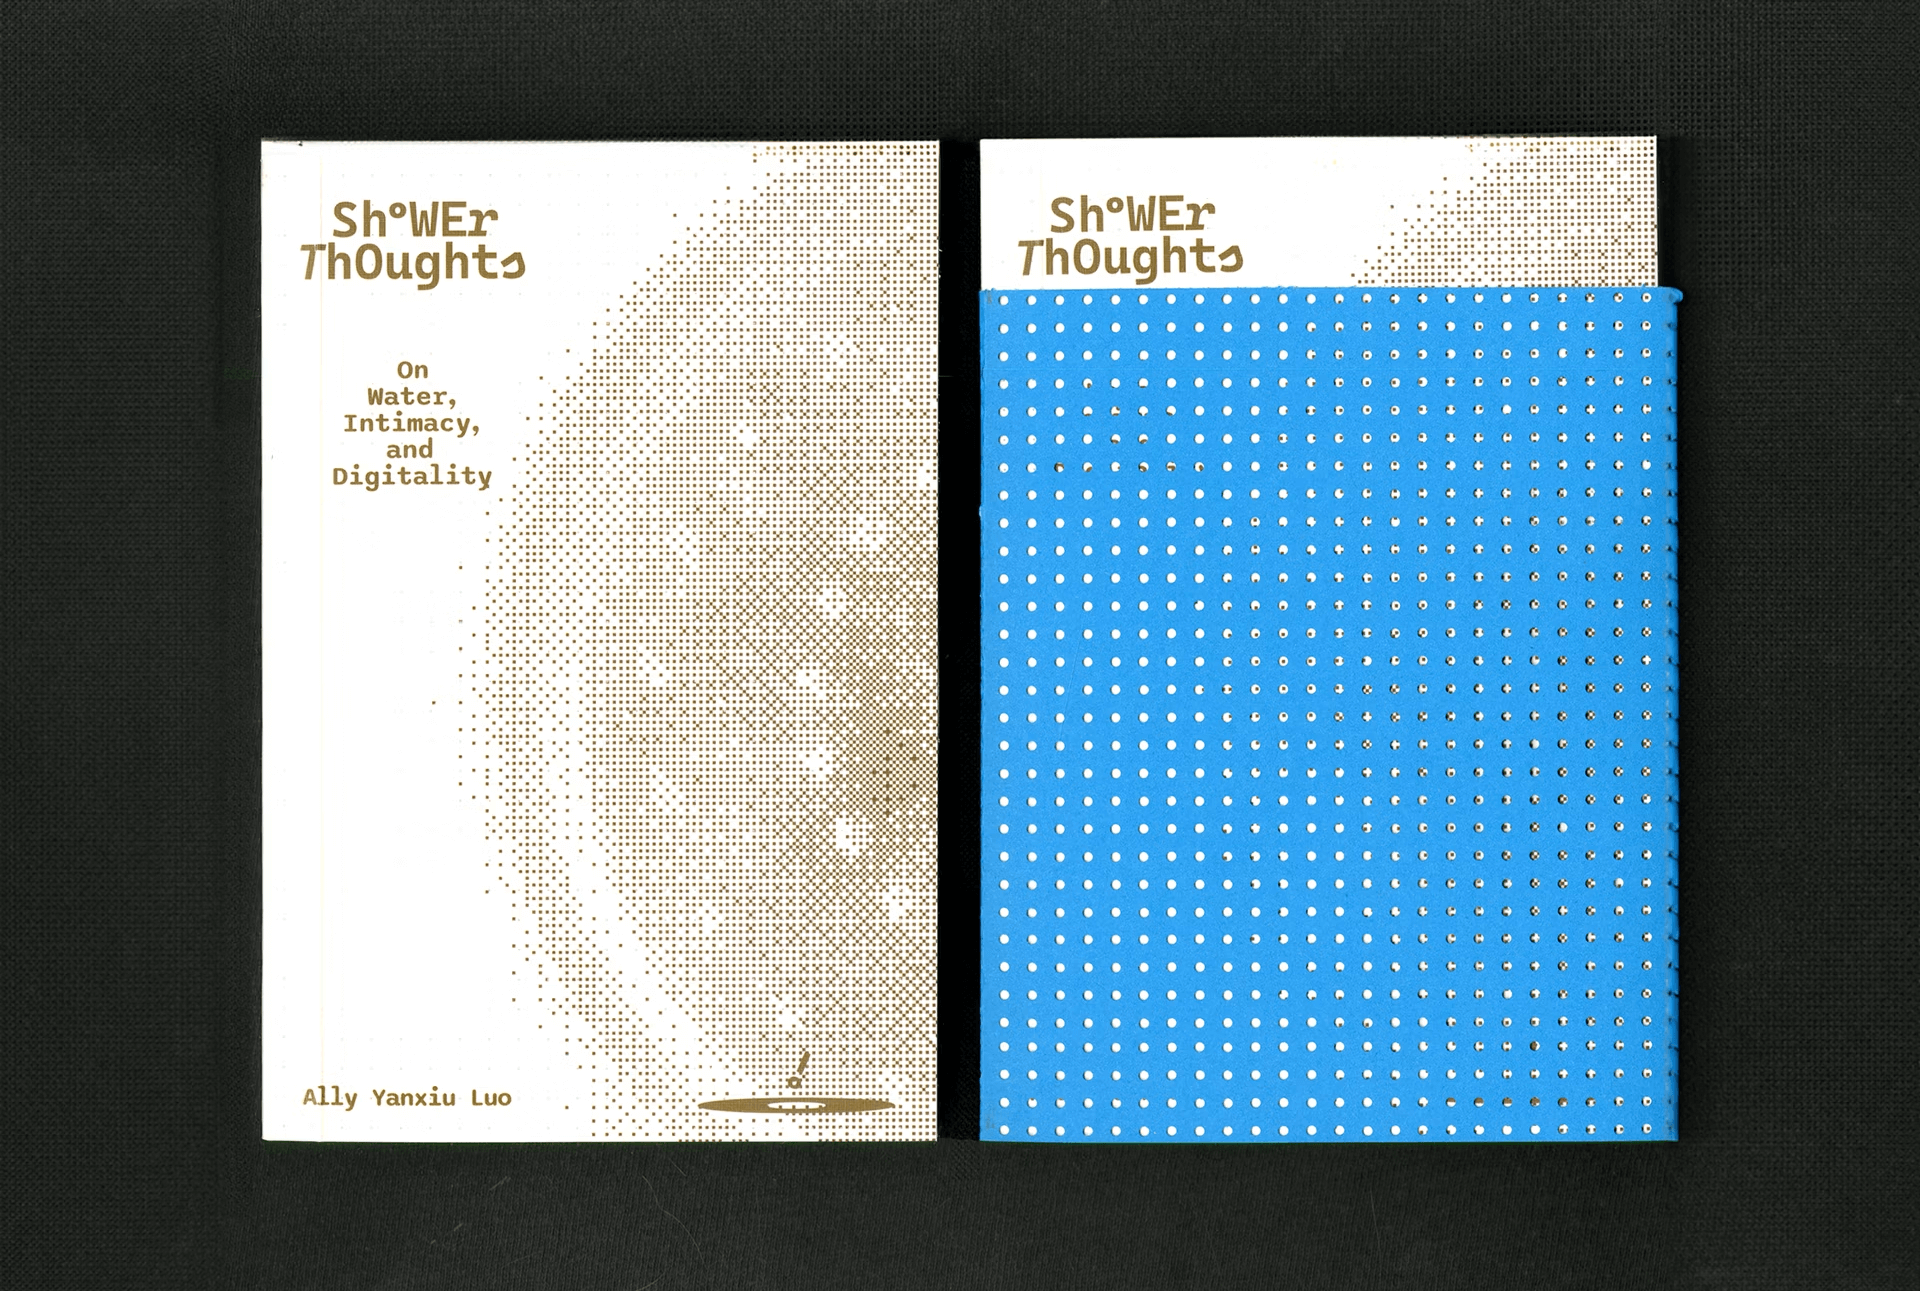 ShoWEr
ThOughts
On
Water,
Intimacy,
and
Digitality
Ally Yanxiu Luo
ShoWEr
ThOughts